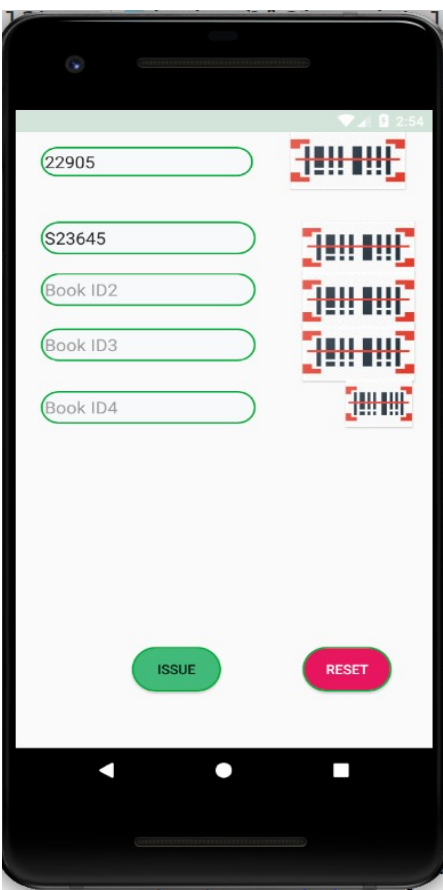 2:54
22905
S23645
Book ID2
Book ID3
Book ID4
ISSUE
RESET